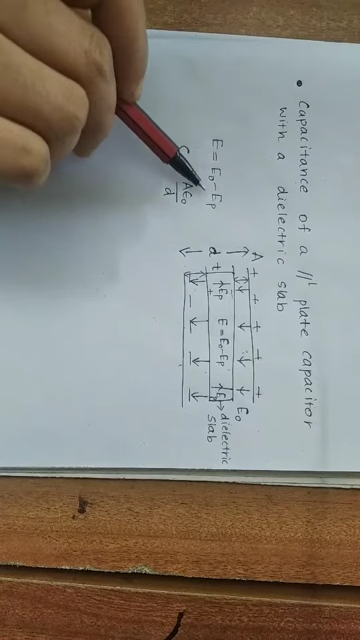 • Capacitance of a ||ˡ plate capacitor
with a dielectric slab
E = E₀ - Eₚ
C
Aϵ₀
d
A + + + + +
E₀
d
Eₚ
E = E₀ - Eₚ
→ dielectric
slab